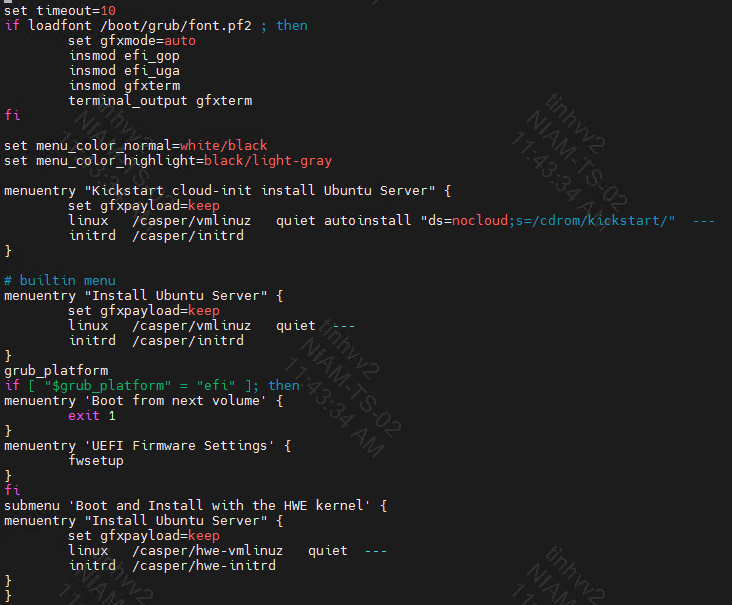 set timeout=10
if loadfont /boot/grub/font.pf2 ; then
        set gfxmode=auto
        insmod efi_gop
        insmod efi_uga
        insmod gfxterm
        terminal_output gfxterm
fi

set menu_color_normal=white/black
set menu_color_highlight=black/light-gray

menuentry "Kickstart cloud-init install Ubuntu Server" {
        set gfxpayload=keep
        linux   /casper/vmlinuz   quiet autoinstall "ds=nocloud;s=/cdrom/kickstart/"  ---
        initrd  /casper/initrd
}

# builtin menu
menuentry "Install Ubuntu Server" {
        set gfxpayload=keep
        linux   /casper/vmlinuz   quiet  ---
        initrd  /casper/initrd
}
grub_platform
if [ "$grub_platform" = "efi" ]; then
menuentry 'Boot from next volume' {
        exit 1
}
menuentry 'UEFI Firmware Settings' {
        fwsetup
}
fi
submenu 'Boot and Install with the HWE kernel' {
menuentry "Install Ubuntu Server" {
        set gfxpayload=keep
        linux   /casper/hwe-vmlinuz   quiet  ---
        initrd  /casper/hwe-initrd
}
}
tinhvv2
NIAM-TS-02
11:43:34 AM
tinhvv2
NIAM-TS-02
11:43:34 AM
tinhvv2
NIAM-TS-02
11:43:34 AM